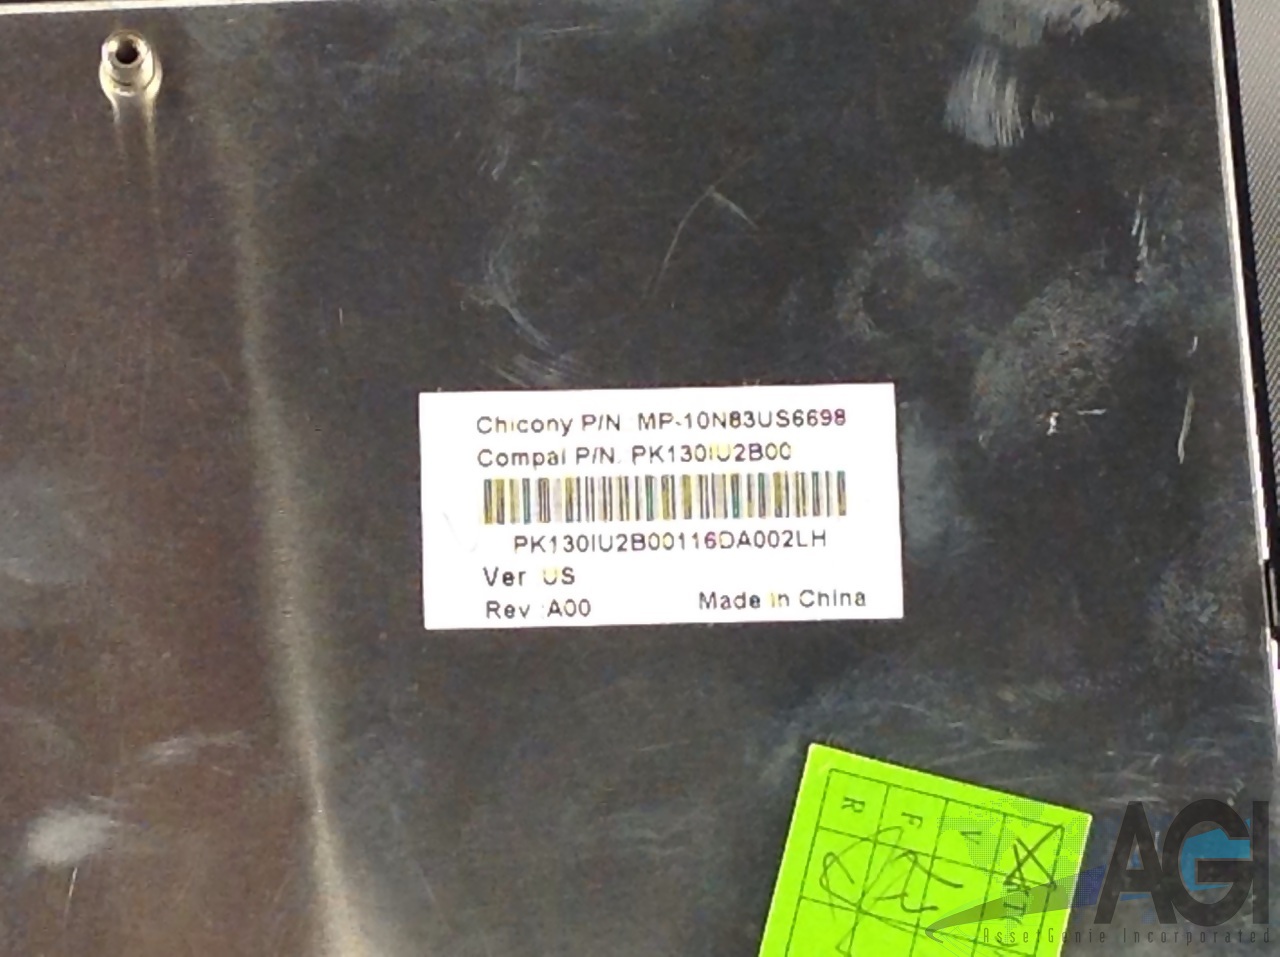 Chicony P/N MP-10N83US6698
Compal P/N. PK130IU2B00
PK130IU2B00116DA002LH
Ver :US
Rev :A00
Made in China
R
F
V
AGI
AssetGenie Incorporated